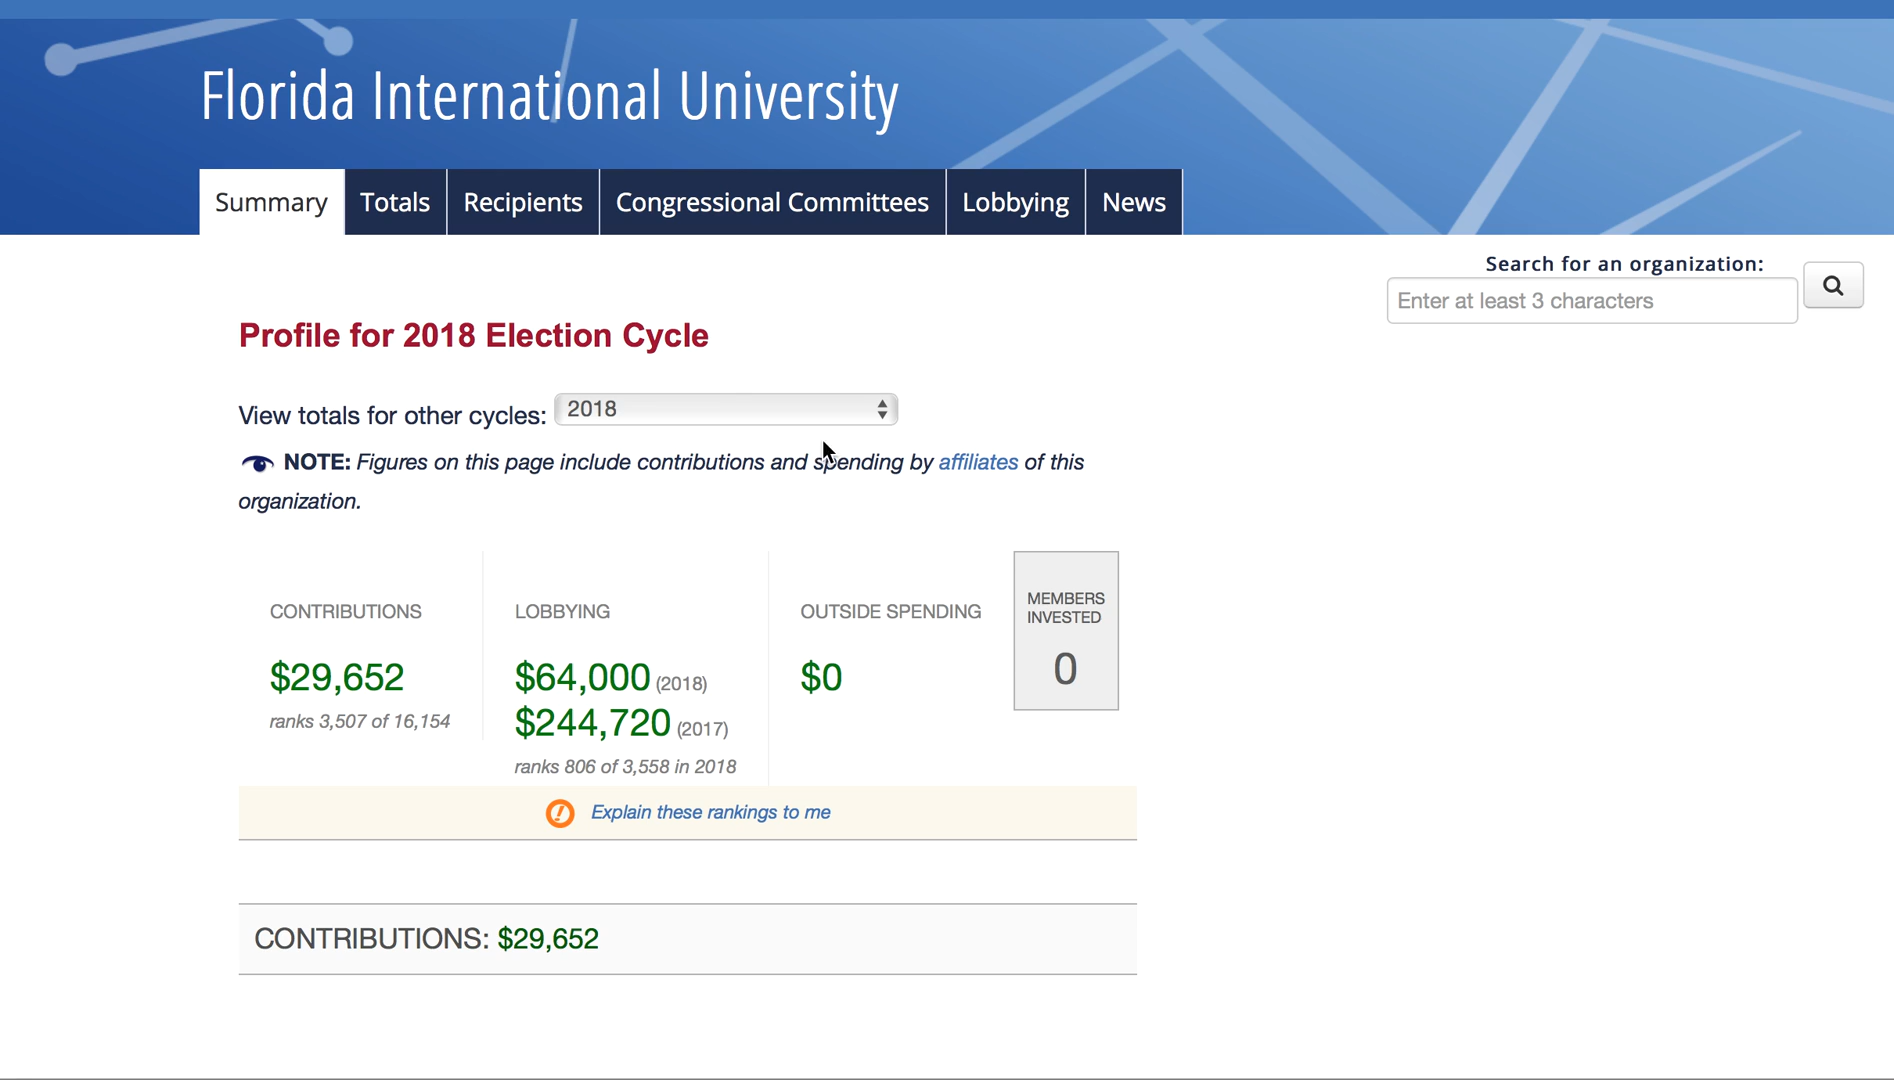 Florida International University
Summary
Totals
Recipients
Congressional Committees
Lobbying
News
Search for an organization:
Enter at least 3 characters
Profile for 2018 Election Cycle
View totals for other cycles: 2018
NOTE: Figures on this page include contributions and spending by affiliates of this
organization.
CONTRIBUTIONS
$29,652
ranks 3,507 of 16,154
LOBBYING
$64,000 (2018)
$244,720 (2017)
ranks 806 of 3,558 in 2018
OUTSIDE SPENDING
$0
MEMBERS
INVESTED
0
Explain these rankings to me
CONTRIBUTIONS: $29,652